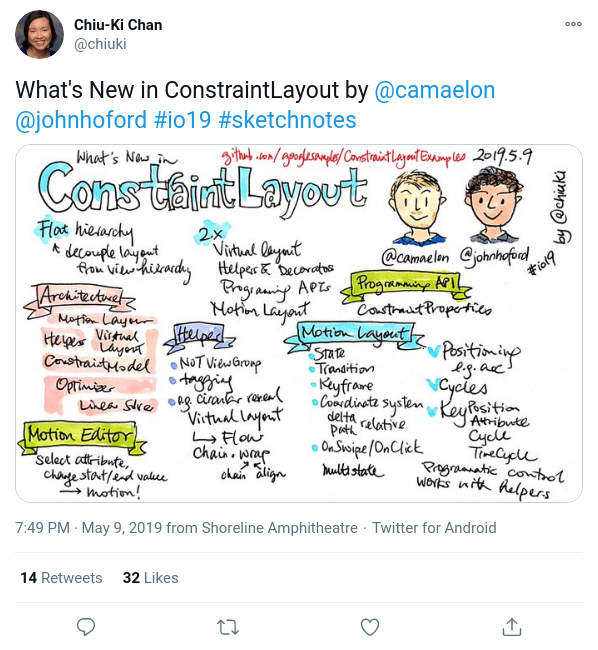 Chiu-Ki Chan
@chiuki
What's New in ConstraintLayout by @camaelon
@johnhoford #io19 #sketchnotes
What's New in
github.com/googlesamples/ConstraintLayoutExamples
2019.5.9
ConstraintLayout
by @chiuki
#io19
@camaelon
@johnhoford
Flat hierarchy
decouple layout
from view hierarchy
2.x
Virtual layout
Helpers & Decorators
Programing APIs
Motion Layout
Programming API
ConstraintProperties
Architecture
Motion Layer
Helper Virtual
Layout
ConstraintModel
Optimizer
Linear Solver
Motion Editor
Select attribute,
change start/end value
→ motion!
Helper
NOT ViewGroup
tagging
e.g. circular reveal
Virtual Layout
↳ Flow
Chain, wrap
chain align
Motion Layout
State
Transition
Keyframe
Coordinate system
delta
path relative
OnSwipe/OnClick
multistate
Positioning
e.g. arc
Cycles
KeyPosition
Attribute
Cycle
TimeCycle
Programatic control
works with helpers
7:49 PM · May 9, 2019 from Shoreline Amphitheatre · Twitter for Android
14 Retweets 32 Likes